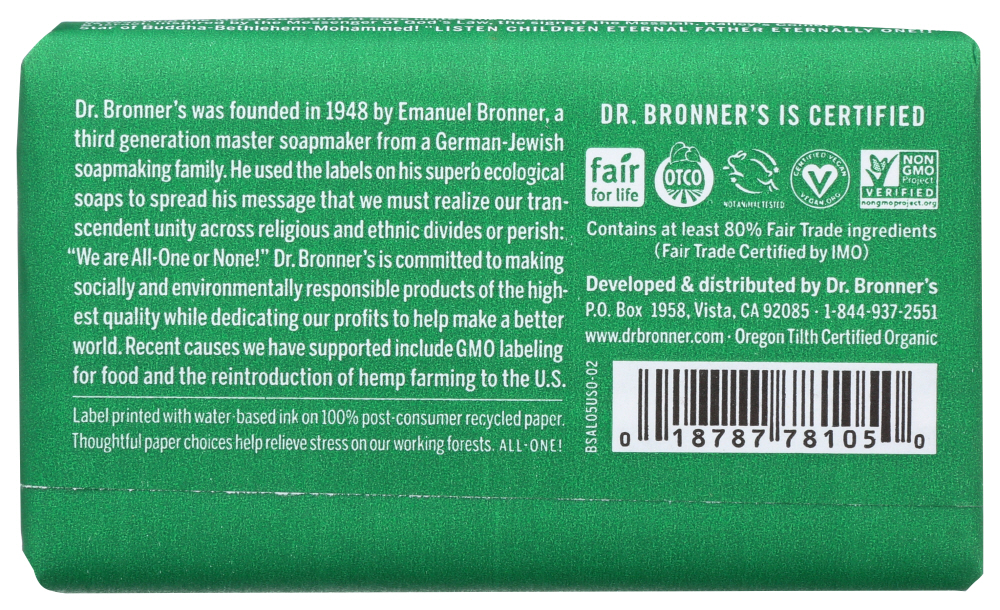 Star of Buddha-Bethlehem-Mohammed! "LISTEN CHILDREN ETERNAL FATHER ETERNALLY ONE!"
Dr. Bronner's was founded in 1948 by Emanuel Bronner, a
third generation master soapmaker from a German-Jewish
soapmaking family. He used the labels on his superb ecological
soaps to spread his message that we must realize our tran-
scendent unity across religious and ethnic divides or perish:
"We are All-One or None!" Dr. Bronner's is committed to making
socially and environmentally responsible products of the high-
est quality while dedicating our profits to help make a better
world. Recent causes we have supported include GMO labeling
for food and the reintroduction of hemp farming to the U.S.
Label printed with water-based ink on 100% post-consumer recycled paper.
Thoughtful paper choices help relieve stress on our working forests. ALL-ONE!
DR. BRONNER'S IS CERTIFIED
fair
for life
OTCO
NOT ANIMAL TESTED
CERTIFIED VEGAN
VEGAN.ORG
NON
GMO
Project
VERIFIED
nongmoproject.org
Contains at least 80% Fair Trade ingredients
(Fair Trade Certified by IMO)
Developed & distributed by Dr. Bronner's
P.O. Box 1958, Vista, CA 92085 · 1-844-937-2551
www.drbronner.com · Oregon Tilth Certified Organic
BSAL05US0-02
0 18787 78105 0